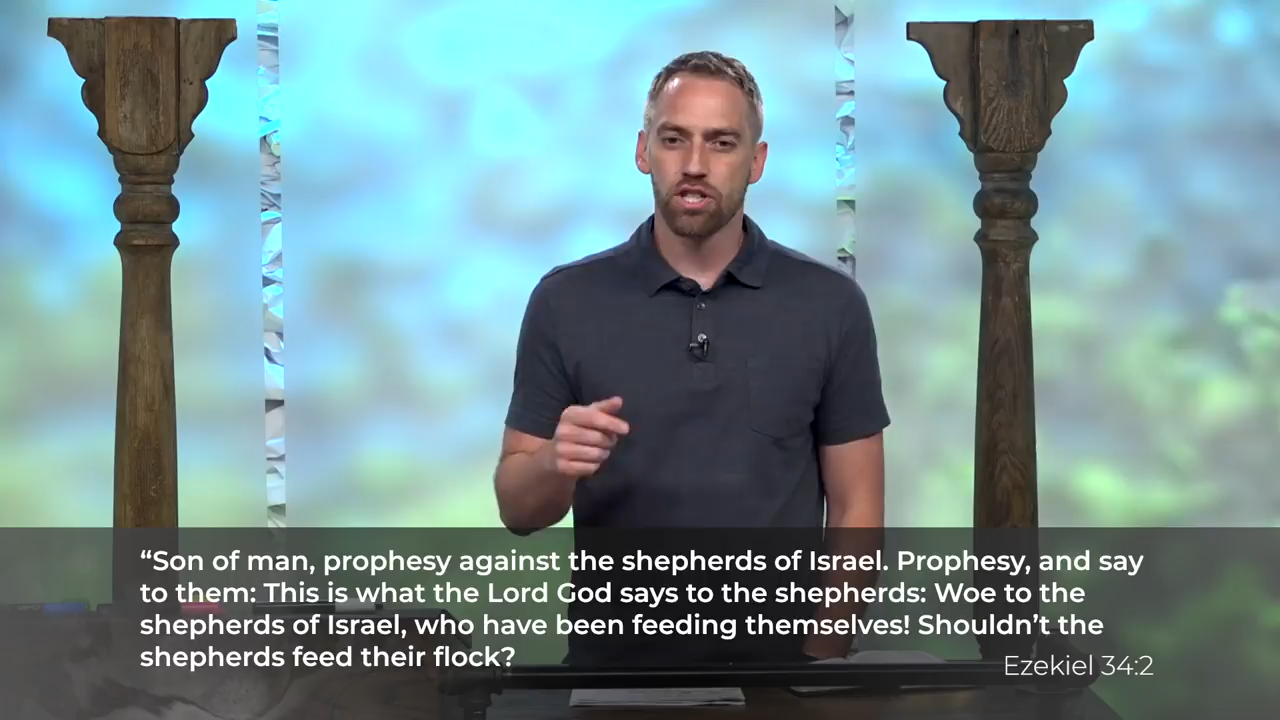 “Son of man, prophesy against the shepherds of Israel. Prophesy, and say
to them: This is what the Lord God says to the shepherds: Woe to the
shepherds of Israel, who have been feeding themselves! Shouldn’t the
shepherds feed their flock?
Ezekiel 34:2